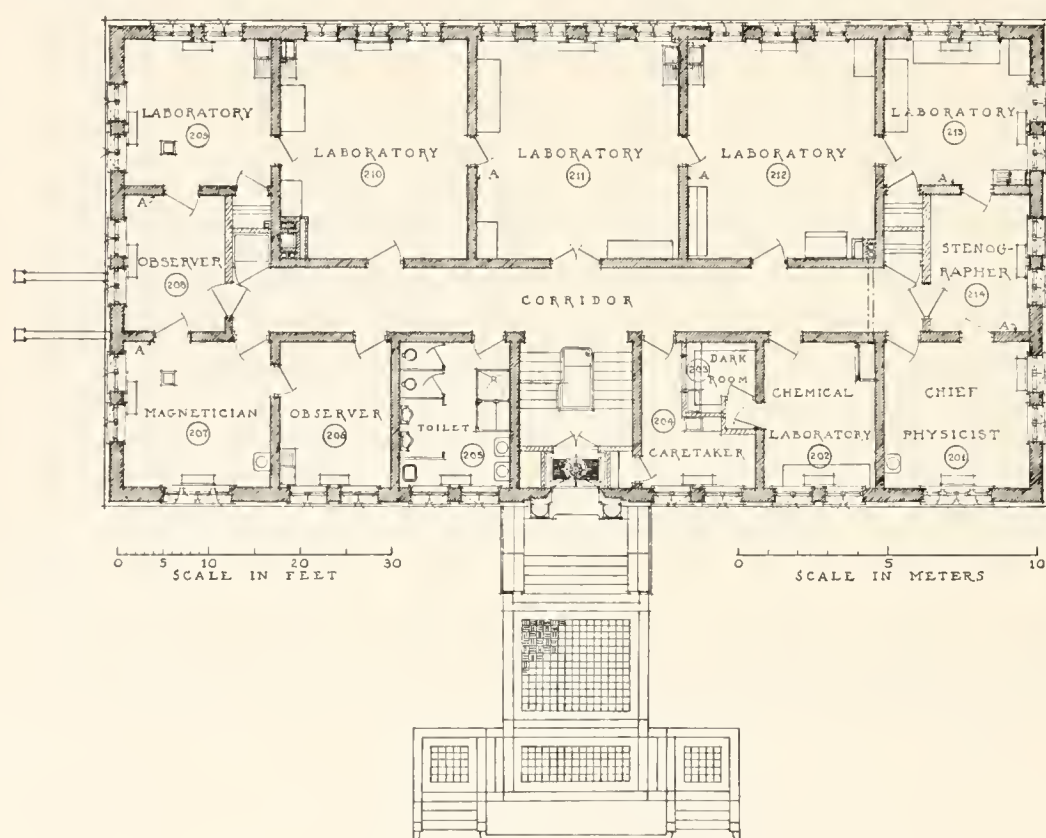 LABORATORY
209
LABORATORY
210
LABORATORY
211
LABORATORY
212
LABORATORY
213
A
A
A
A
OBSERVER
208
STENOG-
RAPHER
214
CORRIDOR
A
A
MAGNETICIAN
207
OBSERVER
206
TOILET
205
203
DARK
ROOM
204
CARETAKER
CHEMICAL
LABORATORY
202
CHIEF
PHYSICIST
201
0 5 10 20 30
SCALE IN FEET
0 5 10
SCALE IN METERS